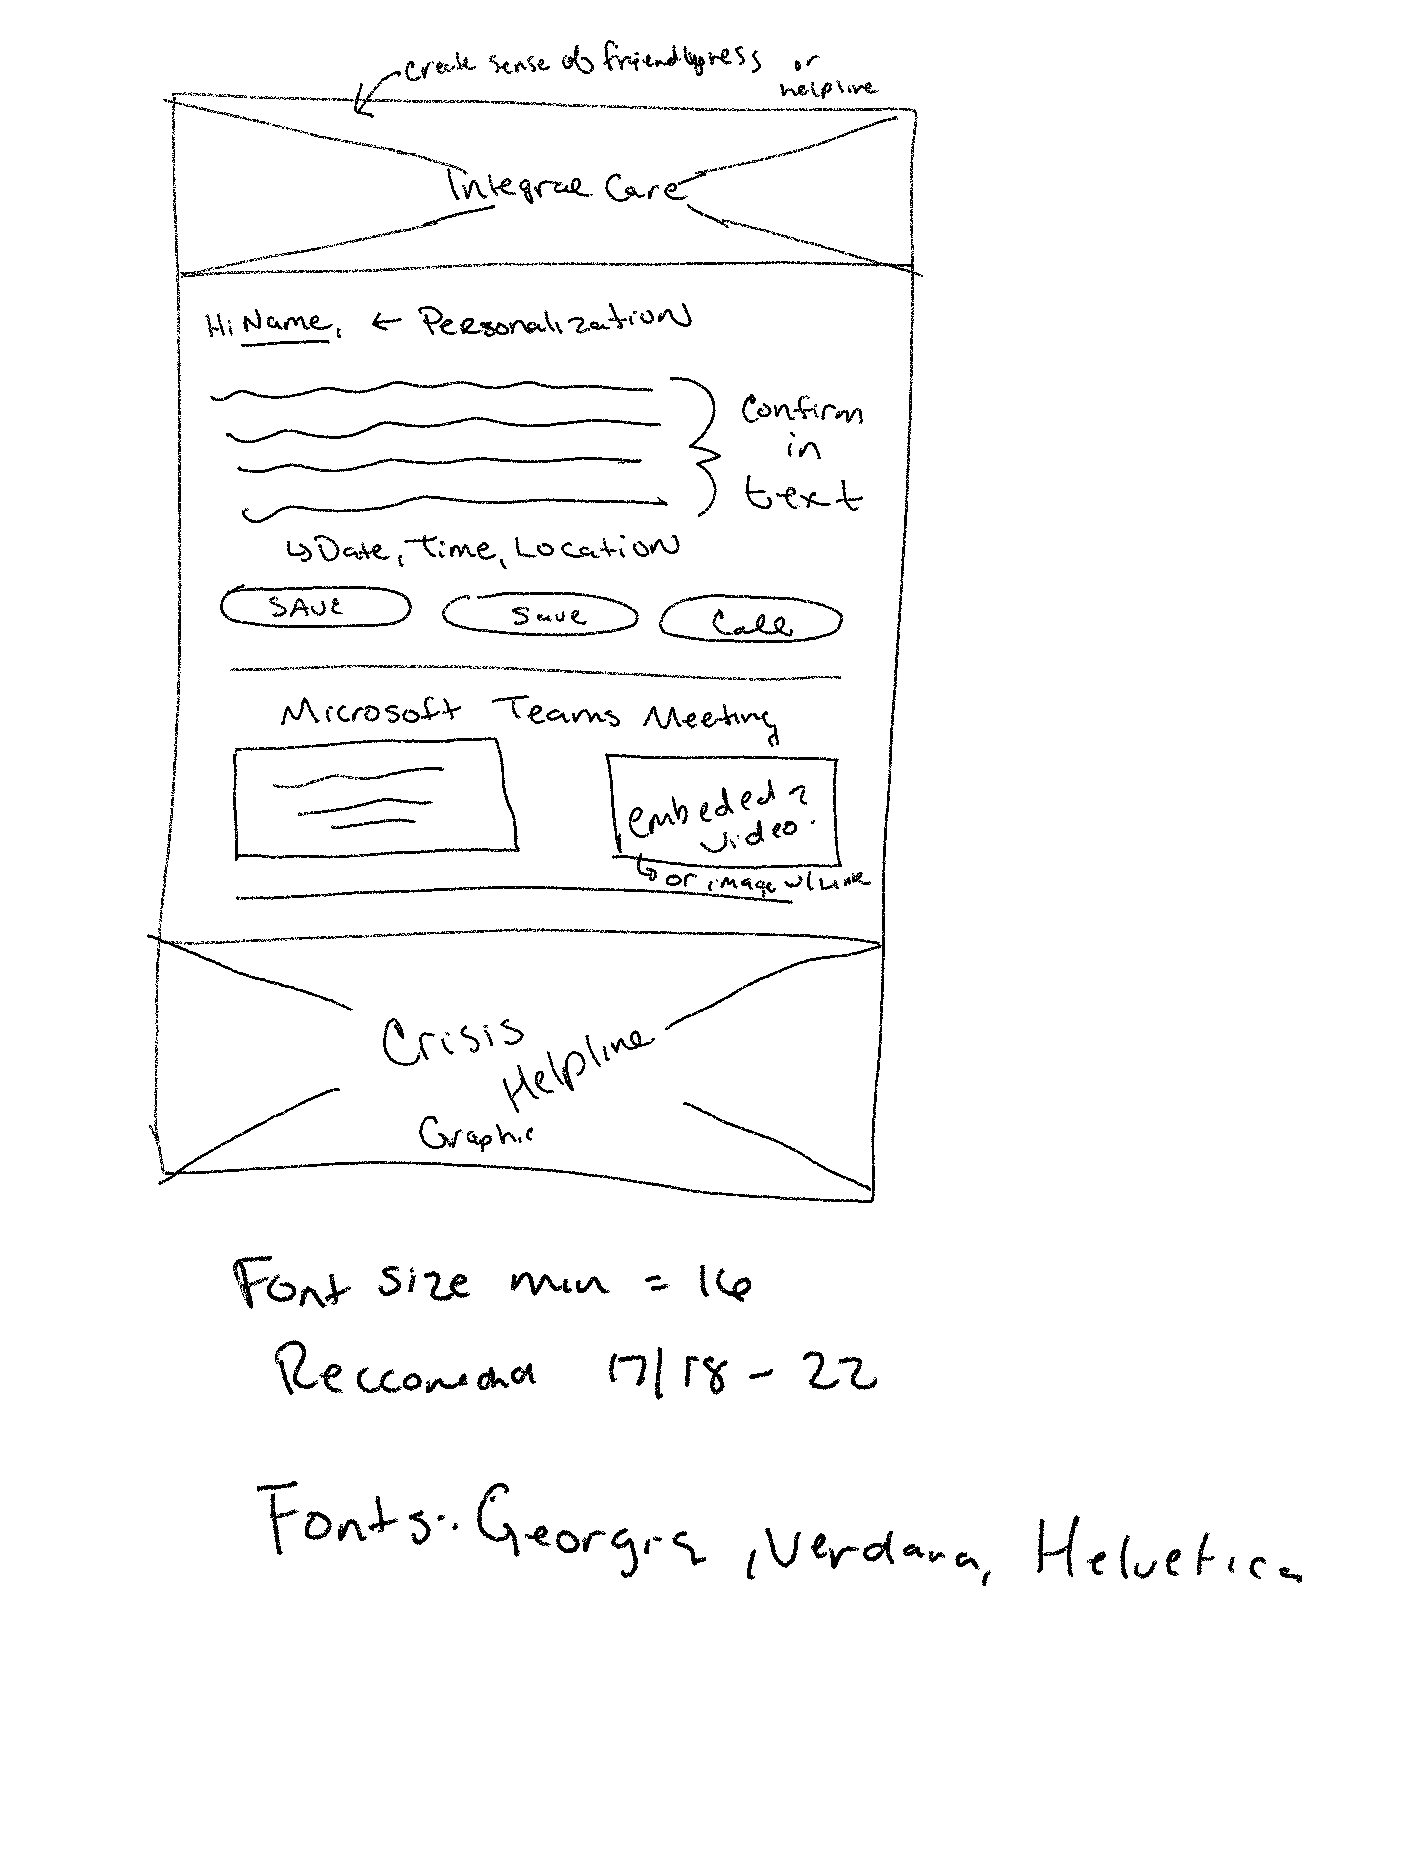 create sense of friendlyness or
helpline
Integral Care
Hi Name, ← Personalization
Confirm
in
text
↳ Date, Time, Location
SAVE
Save
Call
Microsoft Teams Meeting
embeded ?
video
↳ or image w/ Link
Crisis
Helpline
Graphic
Font size min = 16
Reccomend 17/18 - 22
Fonts: Georgia, Verdana, Helvetica